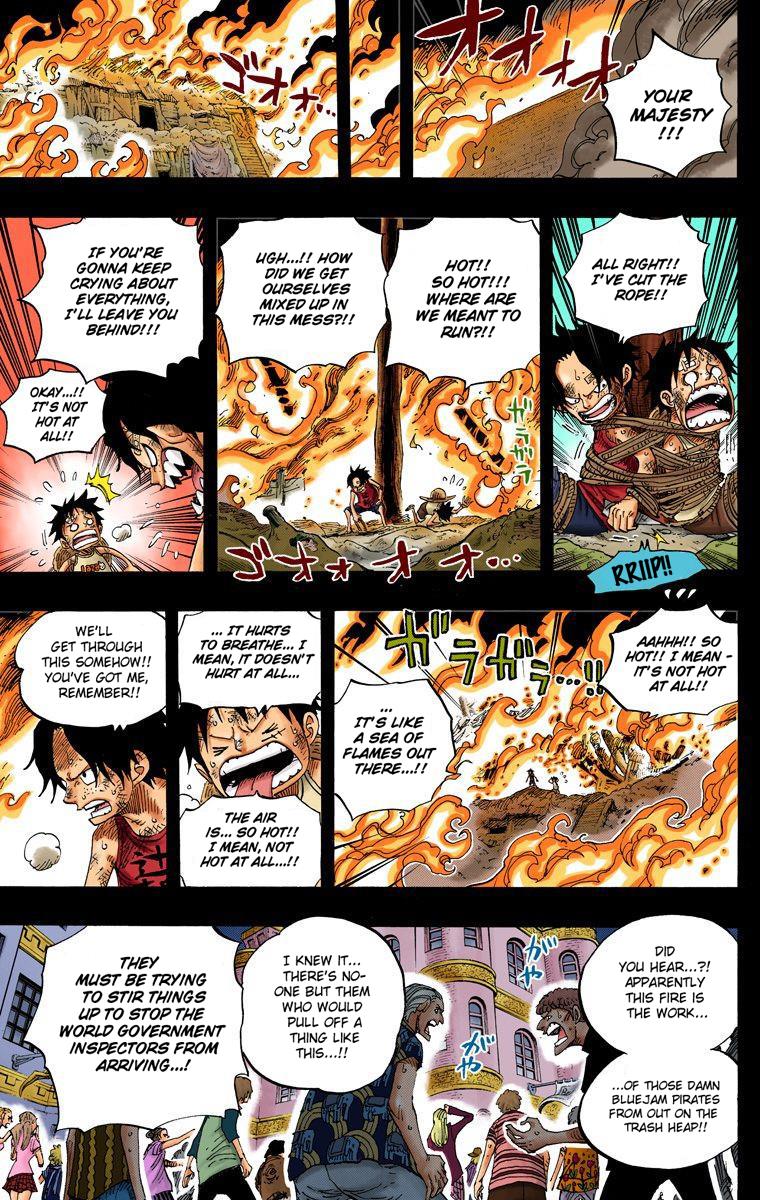 ゴオオ...
オオオオ...
YOUR
MAJESTY
!!!
ALL RIGHT!!
I'VE CUT THE
ROPE!!
RRIIP!!
HOT!!
SO HOT!!!
WHERE ARE
WE MEANT TO
RUN?!!
UGH...!! HOW
DID WE GET
OURSELVES
MIXED UP IN
THIS MESS?!!
ガラガラ
ゴオオオオ...
IF YOU'RE
GONNA KEEP
CRYING ABOUT
EVERYTHING,
I'LL LEAVE YOU
BEHIND!!!
OKAY...!!
IT'S NOT
HOT AT
ALL!!
AAHHH!! SO
HOT!! I MEAN -
IT'S NOT HOT
AT ALL!!
ガラガラ...!!
...
IT'S LIKE
A SEA OF
FLAMES OUT
THERE...!!
... IT HURTS
TO BREATHE... I
MEAN, IT DOESN'T
HURT AT ALL...
THE AIR
IS... SO HOT!!
I MEAN, NOT
HOT AT ALL...!!
WE'LL
GET THROUGH
THIS SOMEHOW!!
YOU'VE GOT ME,
REMEMBER!!
DID
YOU HEAR...?!
APPARENTLY
THIS FIRE IS
THE WORK...
...OF THOSE DAMN
BLUEJAM PIRATES
FROM OUT ON THE
TRASH HEAP!!
がや
がや
I KNEW IT...
THERE'S NO-
ONE BUT THEM
WHO WOULD
PULL OFF A
THING LIKE
THIS...!!
THEY
MUST BE TRYING
TO STIR THINGS
UP TO STOP THE
WORLD GOVERNMENT
INSPECTORS FROM
ARRIVING...!